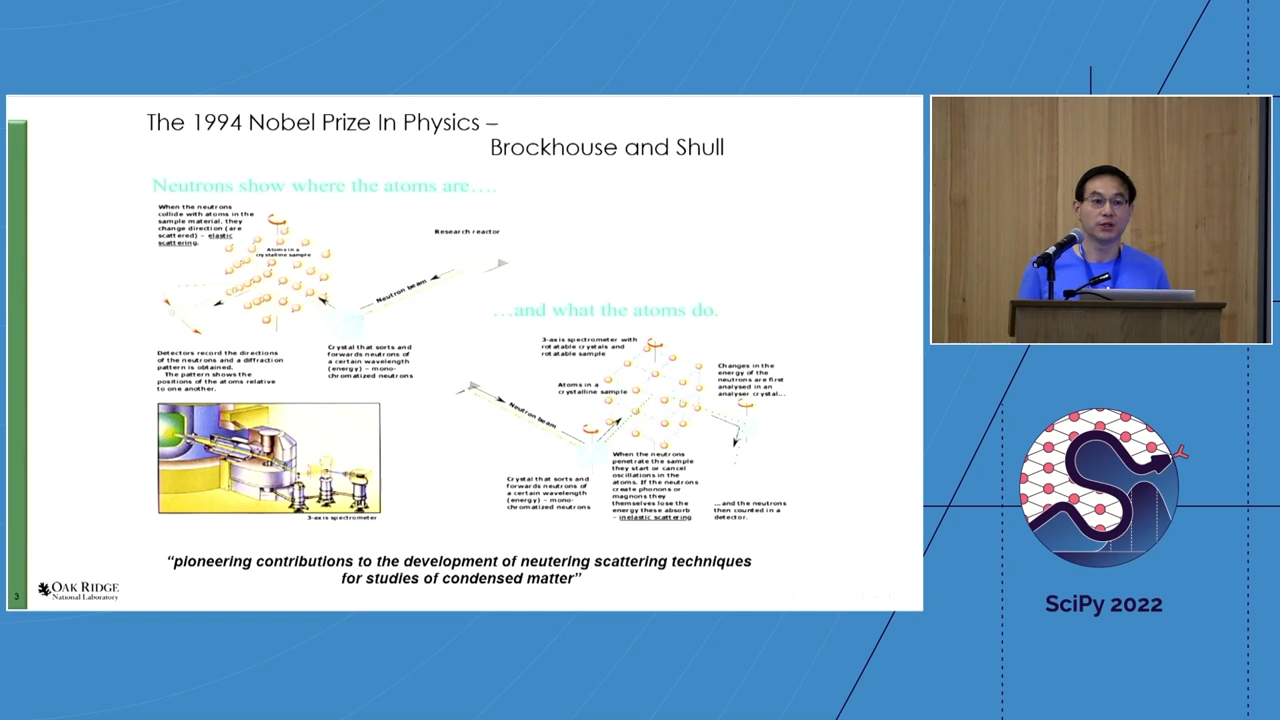 The 1994 Nobel Prize In Physics –
Brockhouse and Shull
Neutrons show where the atoms are….
When the neutrons
collide with atoms in the
sample material, they
change direction (are
scattered) – elastic
scattering.
Atoms in a
crystalline sample
Research reactor
Neutron beam
Detectors record the directions
of the neutrons and a diffraction
pattern is obtained.
The pattern shows the
positions of the atoms relative
to one another.
Crystal that sorts and
forwards neutrons of
a certain wavelength
(energy) – mono-
chromatized neutrons
3-axis spectrometer
…and what the atoms do.
3-axis spectrometer with
rotatable crystals and
rotatable sample
Atoms in a
crystalline sample
Neutron beam
Changes in the
energy of the
neutrons are first
analysed in an
analyser crystal…
Crystal that sorts and
forwards neutrons of
a certain wavelength
(energy) – mono-
chromatized neutrons
When the neutrons
penetrate the sample
they start or cancel
oscillations in the
atoms. If the neutrons
create phonons or
magnons they
themselves lose the
energy these absorb
– inelastic scattering
…and the neutrons
then counted in a
detector.
“pioneering contributions to the development of neutering scattering techniques
for studies of condensed matter”
3
OAK RIDGE
National Laboratory
SciPy 2022